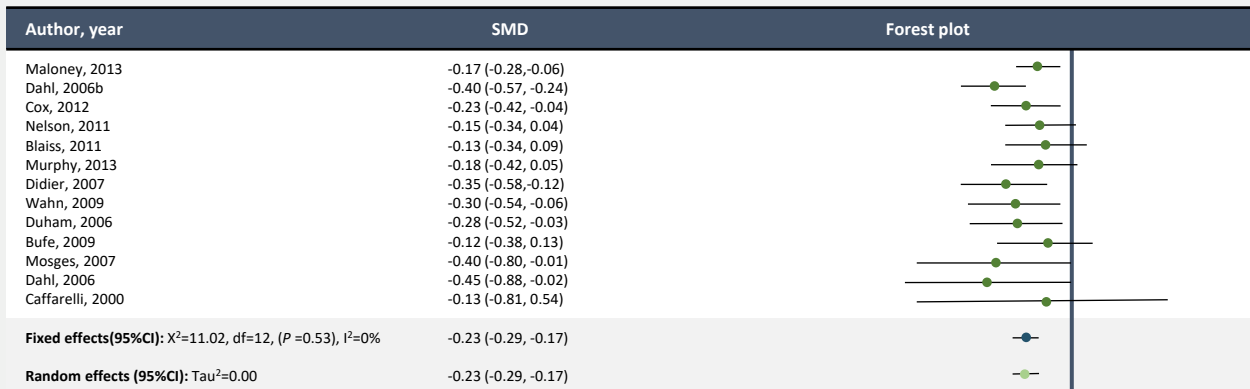 Author, year SMD Forest plot
Maloney, 2013 -0.17 (-0.28,-0.06)
Dahl, 2006b -0.40 (-0.57, -0.24)
Cox, 2012 -0.23 (-0.42, -0.04)
Nelson, 2011 -0.15 (-0.34, 0.04)
Blaiss, 2011 -0.13 (-0.34, 0.09)
Murphy, 2013 -0.18 (-0.42, 0.05)
Didier, 2007 -0.35 (-0.58,-0.12)
Wahn, 2009 -0.30 (-0.54, -0.06)
Duham, 2006 -0.28 (-0.52, -0.03)
Bufe, 2009 -0.12 (-0.38, 0.13)
Mosges, 2007 -0.40 (-0.80, -0.01)
Dahl, 2006 -0.45 (-0.88, -0.02)
Caffarelli, 2000 -0.13 (-0.81, 0.54)
Fixed effects(95%CI): X²=11.02, df=12, (P =0.53), I²=0% -0.23 (-0.29, -0.17)
Random effects (95%CI): Tau²=0.00 -0.23 (-0.29, -0.17)